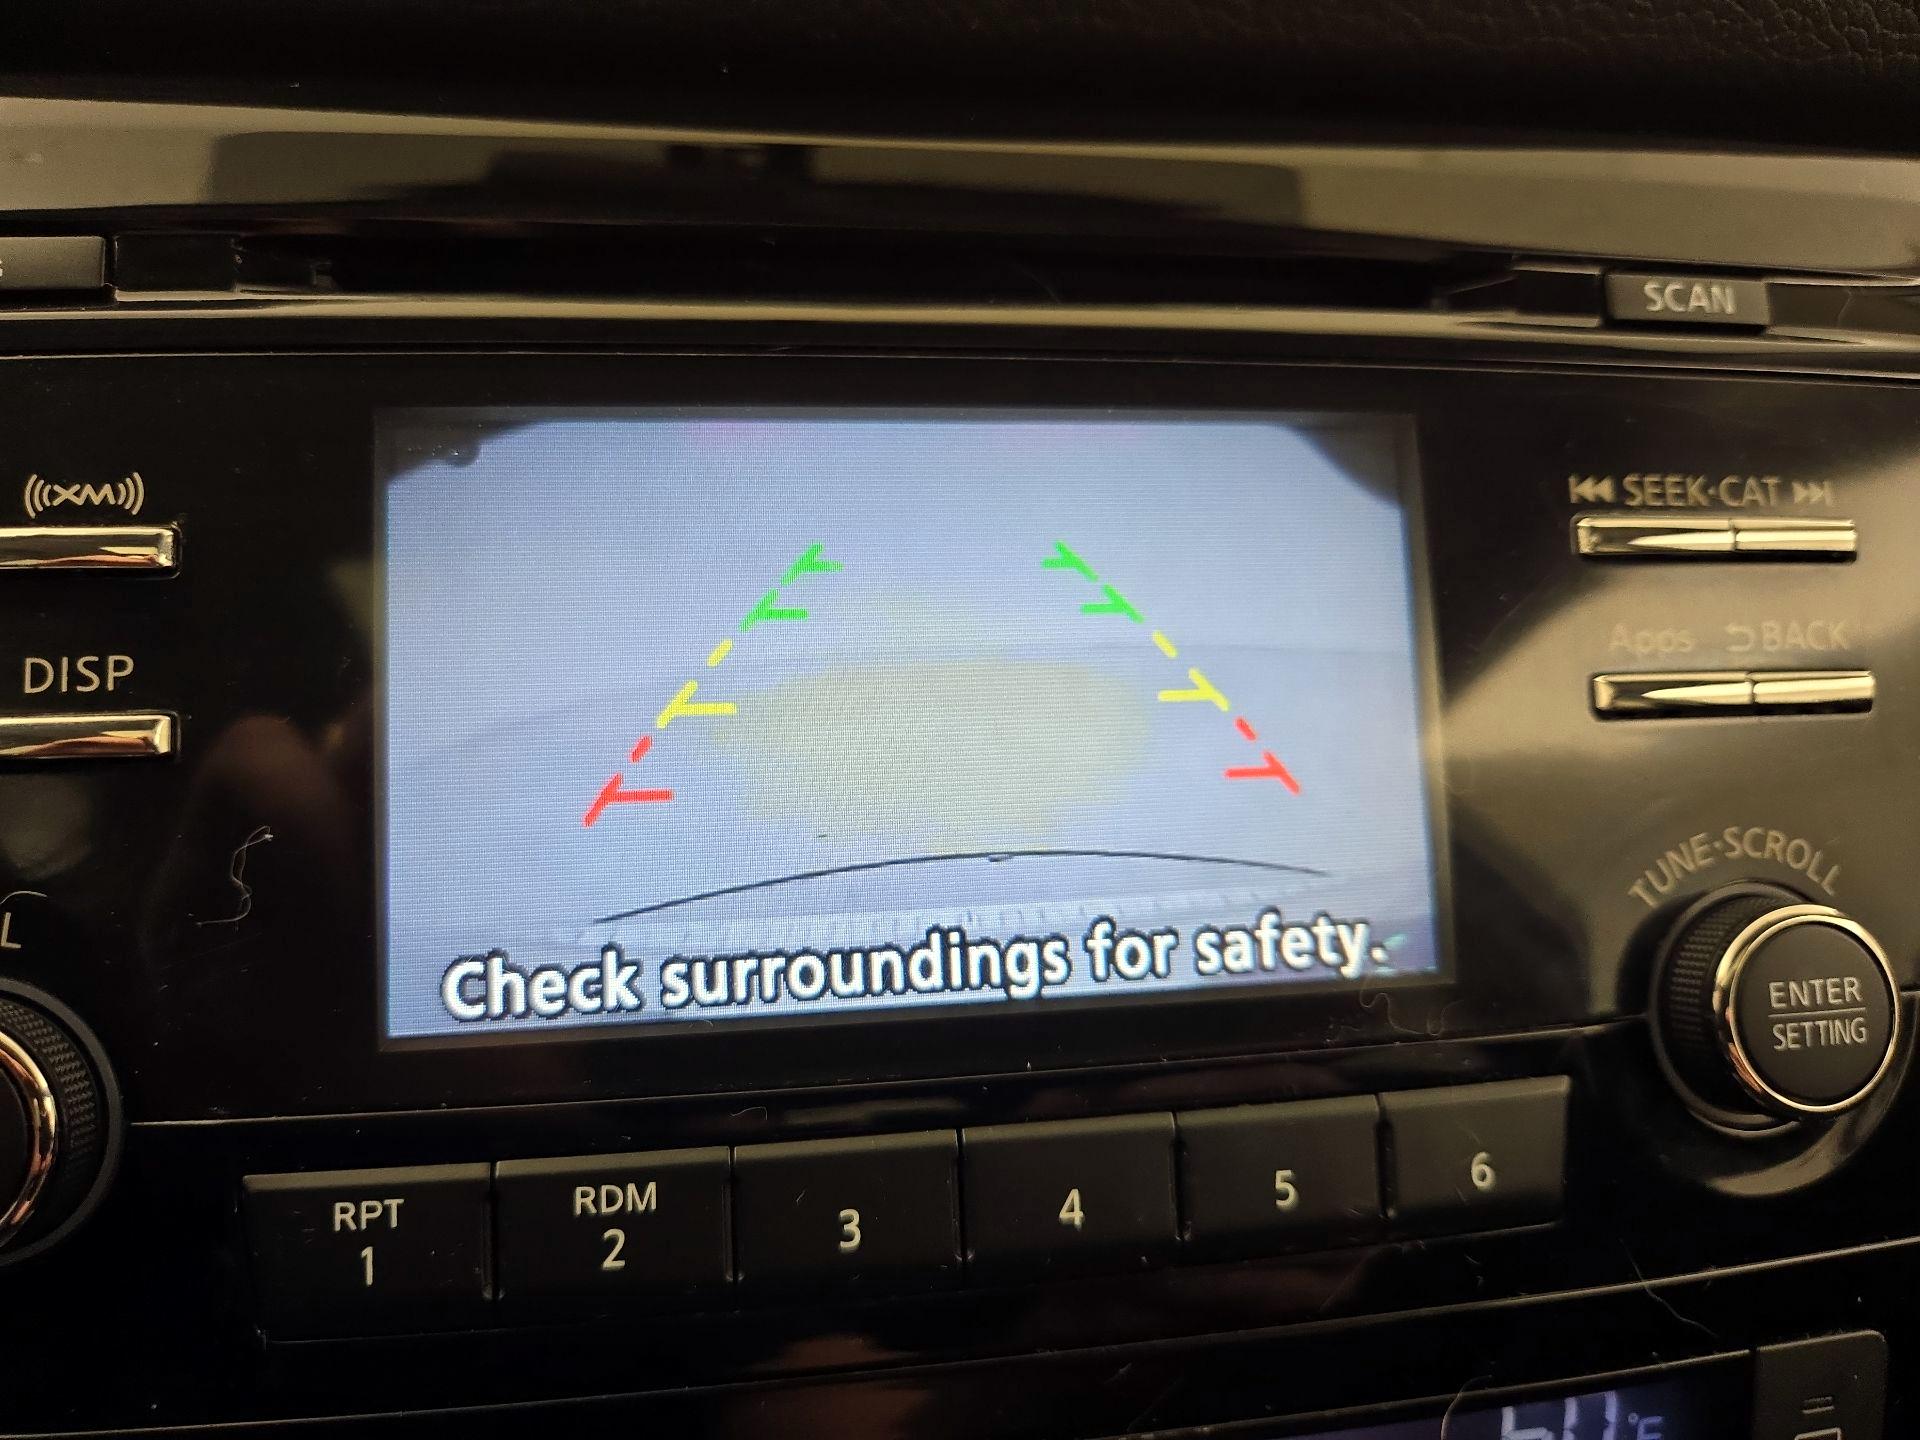 SCAN
XM
SEEK·CAT
DISP
Apps BACK
TUNE·SCROLL
Check surroundings for safety.
ENTER
SETTING
RPT
1
RDM
2
3
4
5
6